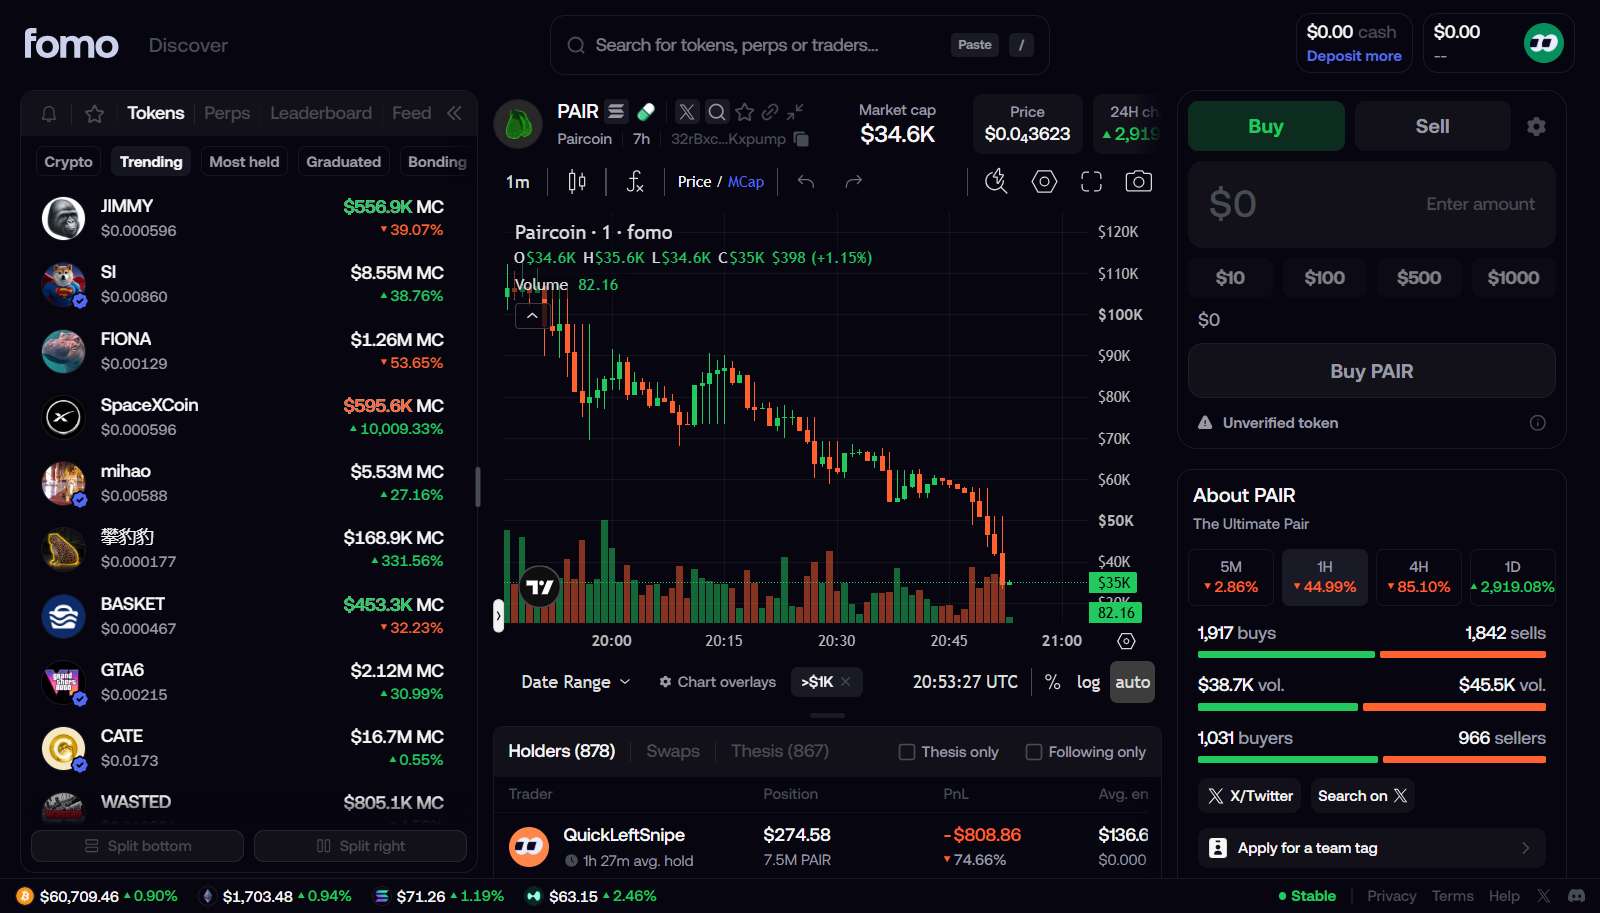 fomo
Discover
Search for tokens, perps or traders...
Paste
/
$0.00 cash
Deposit more
$0.00
--
Tokens
Perps
Leaderboard
Feed
Crypto
Trending
Most held
Graduated
Bonding
JIMMY
$0.000596
$556.9K MC
39.07%
SI
$0.00860
$8.55M MC
38.76%
FIONA
$0.00129
$1.26M MC
53.65%
SpaceXCoin
$0.000596
$595.6K MC
10,009.33%
mihao
$0.00588
$5.53M MC
27.16%
攀豹豹
$0.000177
$168.9K MC
331.56%
BASKET
$0.000467
$453.3K MC
32.23%
GTA6
$0.00215
$2.12M MC
30.99%
CATE
$0.0173
$16.7M MC
0.55%
WASTED
$805.1K MC
Split bottom
Split right
PAIR
Paircoin
7h
32rBxc...Kxpump
Market cap
$34.6K
Price
$0.0₄3623
24H ch
2,919
1m
Price / MCap
Paircoin · 1 · fomo
O$34.6K H$35.6K L$34.6K C$35K $398 (+1.15%)
Volume 82.16
$120K
$110K
$100K
$90K
$80K
$70K
$60K
$50K
$40K
$35K
82.16
20:00
20:15
20:30
20:45
21:00
Date Range
Chart overlays
>$1K
20:53:27 UTC
%
log
auto
Holders (878)
Swaps
Thesis (867)
Thesis only
Following only
Trader
Position
PnL
Avg. en
QuickLeftSnipe
1h 27m avg. hold
$274.58
7.5M PAIR
-$808.86
74.66%
$136.6
$0.000
Buy
Sell
$0
Enter amount
$10
$100
$500
$1000
$0
Buy PAIR
Unverified token
About PAIR
The Ultimate Pair
5M
2.86%
1H
44.99%
4H
85.10%
1D
2,919.08%
1,917 buys
1,842 sells
$38.7K vol.
$45.5K vol.
1,031 buyers
966 sellers
X/Twitter
Search on X
Apply for a team tag
$60,709.46 0.90%
$1,703.48 0.94%
$71.26 1.19%
$63.15 2.46%
Stable
Privacy
Terms
Help